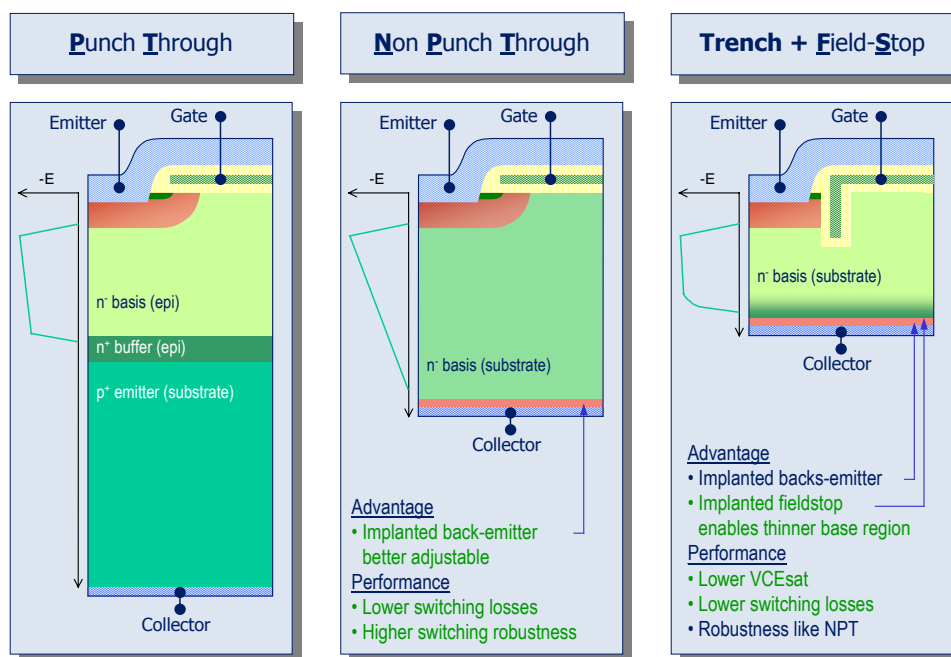 Punch Through
Non Punch Through
Trench + Field-Stop
Emitter
Gate
-E
n⁻ basis (epi)
n⁺ buffer (epi)
p⁺ emitter (substrate)
Collector
Emitter
Gate
-E
n⁻ basis (substrate)
Collector
Advantage
• Implanted back-emitter
better adjustable
Performance
• Lower switching losses
• Higher switching robustness
Emitter
Gate
-E
n⁻ basis (substrate)
Collector
Advantage
• Implanted backs-emitter
• Implanted fieldstop
enables thinner base region
Performance
• Lower VCEsat
• Lower switching losses
• Robustness like NPT